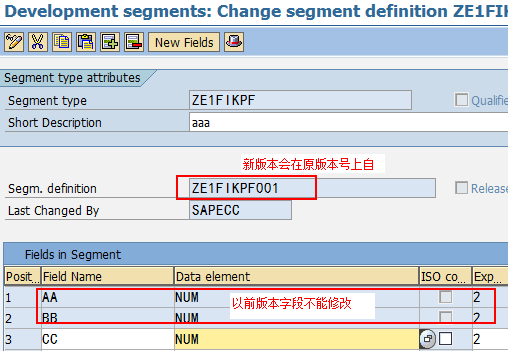 Development segments: Change segment definition ZE1FIK
New Fields
Segment type attributes
Segment type ZE1FIKPF Qualifie
Short Description aaa
新版本会在原版本号上自
Segm. definition ZE1FIKPF001 Release
Last Changed By SAPECC
Fields in Segment
Posit... Field Name Data element ISO co... Exp...
1 AA NUM 2
以前版本字段不能修改
2 BB NUM 2
3 CC NUM 2